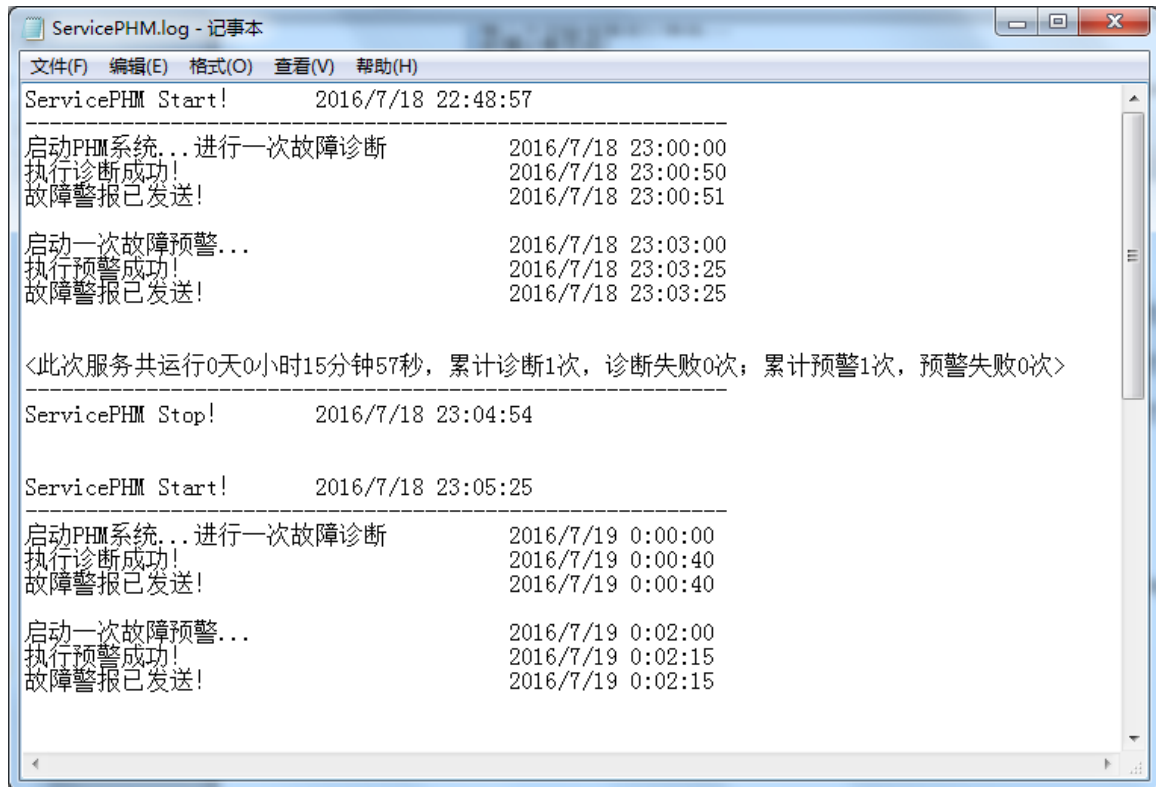 ServicePHM.log - 记事本
文件(F) 编辑(E) 格式(O) 查看(V) 帮助(H)
ServicePHM Start! 2016/7/18 22:48:57
------------------------------------------------------------
启动PHM系统...进行一次故障诊断 2016/7/18 23:00:00
执行诊断成功! 2016/7/18 23:00:50
故障警报已发送! 2016/7/18 23:00:51
启动一次故障预警... 2016/7/18 23:03:00
执行预警成功! 2016/7/18 23:03:25
故障警报已发送! 2016/7/18 23:03:25
<此次服务共运行0天0小时15分钟57秒，累计诊断1次，诊断失败0次；累计预警1次，预警失败0次>
------------------------------------------------------------
ServicePHM Stop! 2016/7/18 23:04:54
ServicePHM Start! 2016/7/18 23:05:25
------------------------------------------------------------
启动PHM系统...进行一次故障诊断 2016/7/19 0:00:00
执行诊断成功! 2016/7/19 0:00:40
故障警报已发送! 2016/7/19 0:00:40
启动一次故障预警... 2016/7/19 0:02:00
执行预警成功! 2016/7/19 0:02:15
故障警报已发送! 2016/7/19 0:02:15